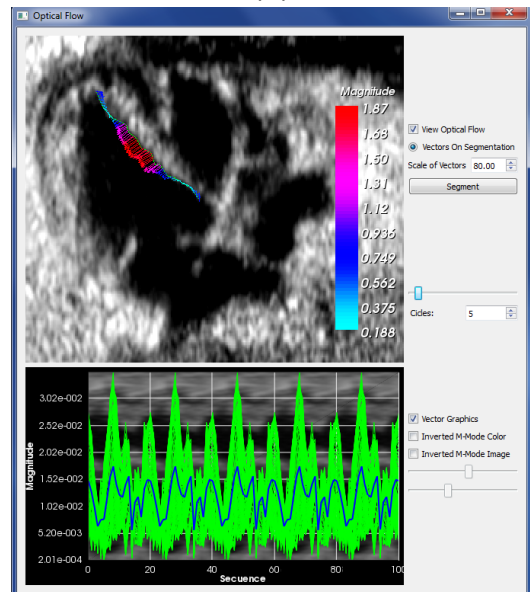 Optical Flow
Magnitude
1.87
1.68
1.50
1.31
1.12
0.936
0.749
0.562
0.375
0.188
View Optical Flow
Vectors On Segmentation
Scale of Vectors 80.00
Segment
Cicles: 5
Magnitude
3.02e-002
2.52e-002
2.02e-002
1.52e-002
1.02e-002
5.20e-003
2.01e-004
0 20 40 60 80 100
Secuence
Vector Graphics
Inverted M-Mode Color
Inverted M-Mode Image